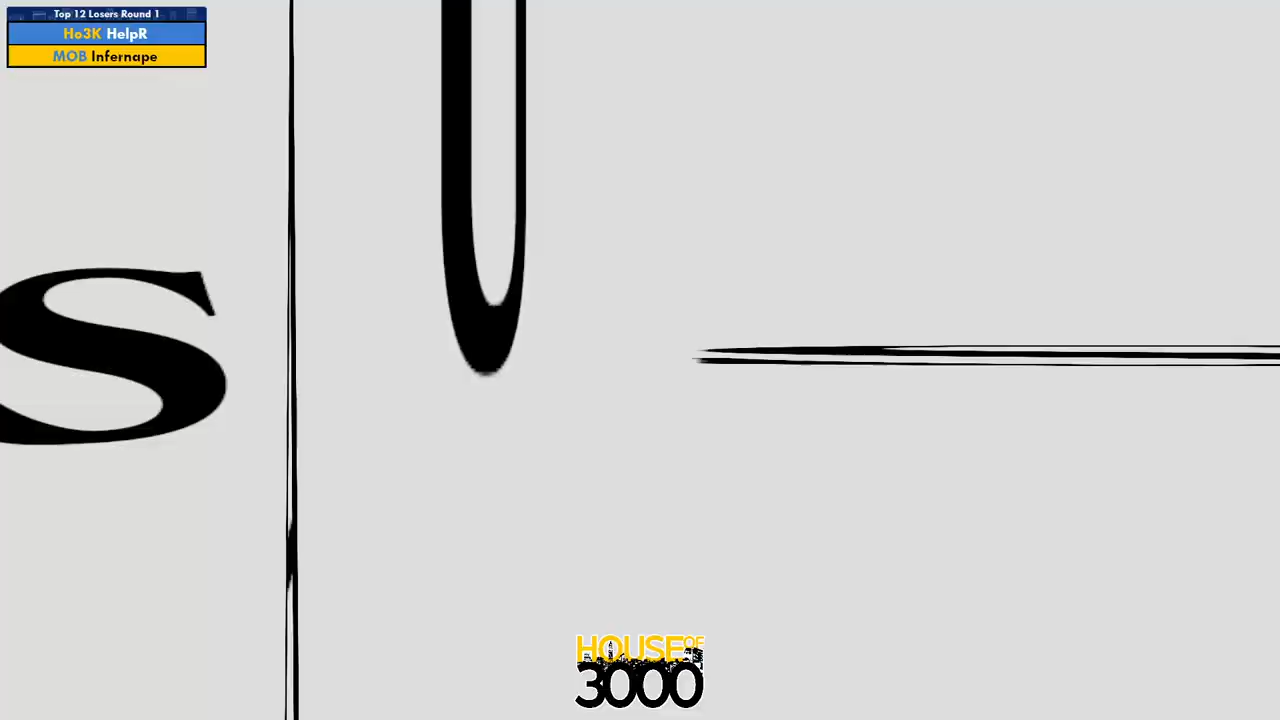 Top 12 Losers Round 1
Ho3K HelpR
MOB Infernape
S
HOUSE OF
3000